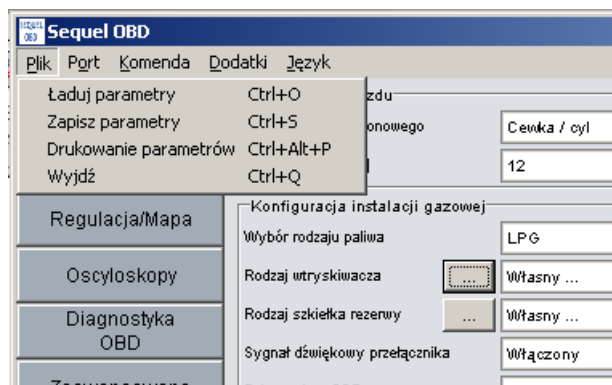 Sequel OBD
Plik Port Komenda Dodatki Język
Ładuj parametry Ctrl+O
Zapisz parametry Ctrl+S
Drukowanie parametrów Ctrl+Alt+P
Wyjdź Ctrl+Q
zdu
onowego Cewka / cyl
12
Regulacja/Mapa
Oscyloskopy
Diagnostyka
OBD
Konfiguracja instalacji gazowej
Wybór rodzaju paliwa LPG
Rodzaj wtryskiwacza ... Własny ...
Rodzaj szkiełka rezerwy ... Własny ...
Sygnał dźwiękowy przełącznika Włączony